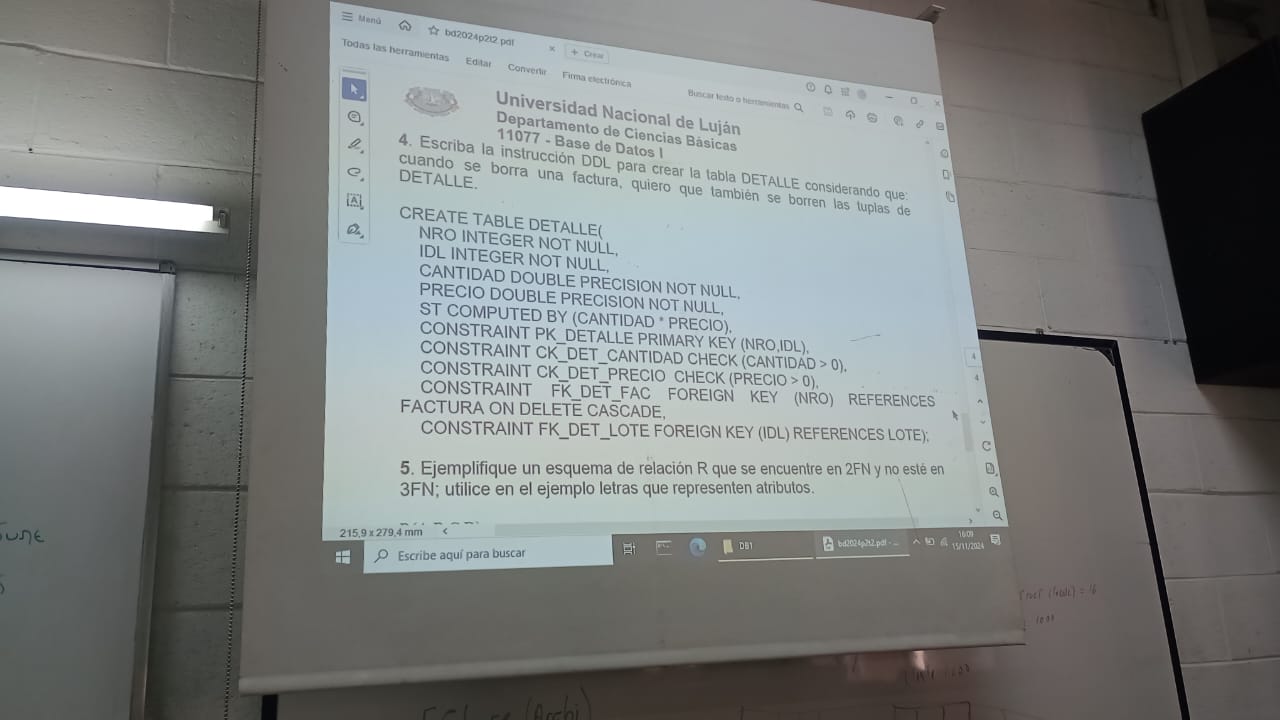 Menú
bd2024p2t2.pdf
Crear
Todas las herramientas Editar Convertir Firma electrónica
Buscar texto o herramientas
Universidad Nacional de Luján
Departamento de Ciencias Básicas
11077 - Base de Datos I
4. Escriba la instrucción DDL para crear la tabla DETALLE considerando que:
cuando se borra una factura, quiero que también se borren las tuplas de
DETALLE.
CREATE TABLE DETALLE(
NRO INTEGER NOT NULL,
IDL INTEGER NOT NULL,
CANTIDAD DOUBLE PRECISION NOT NULL,
PRECIO DOUBLE PRECISION NOT NULL,
ST COMPUTED BY (CANTIDAD * PRECIO),
CONSTRAINT PK_DETALLE PRIMARY KEY (NRO,IDL),
CONSTRAINT CK_DET_CANTIDAD CHECK (CANTIDAD > 0),
CONSTRAINT CK_DET_PRECIO CHECK (PRECIO > 0),
CONSTRAINT FK_DET_FAC FOREIGN KEY (NRO) REFERENCES
FACTURA ON DELETE CASCADE,
CONSTRAINT FK_DET_LOTE FOREIGN KEY (IDL) REFERENCES LOTE);
5. Ejemplifique un esquema de relación R que se encuentre en 2FN y no esté en
3FN; utilice en el ejemplo letras que representen atributos.
4
4
215,9 x 279,4 mm
Escribe aquí para buscar
DB1
bd2024p2t2.pdf - ...
16:09
15/11/2024
= 16
1000